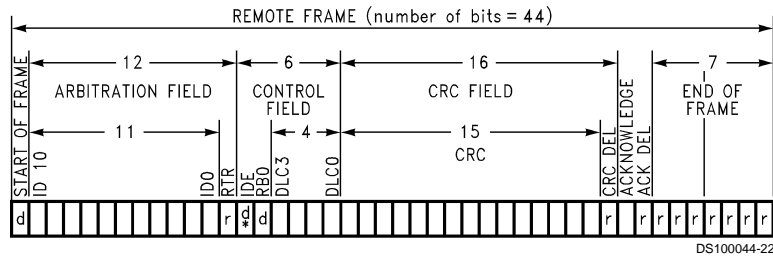 REMOTE FRAME (number of bits = 44)
12 6 16 7
ARBITRATION FIELD CONTROL FIELD CRC FIELD END OF FRAME
11 4 15
CRC
START OF FRAME
ID 10
ID0
RTR
IDE
RB0
DLC3
DLC0
CRC DEL
ACKNOWLEDGE
ACK DEL
d r d * d r r r r r r r r r
DS100044-22